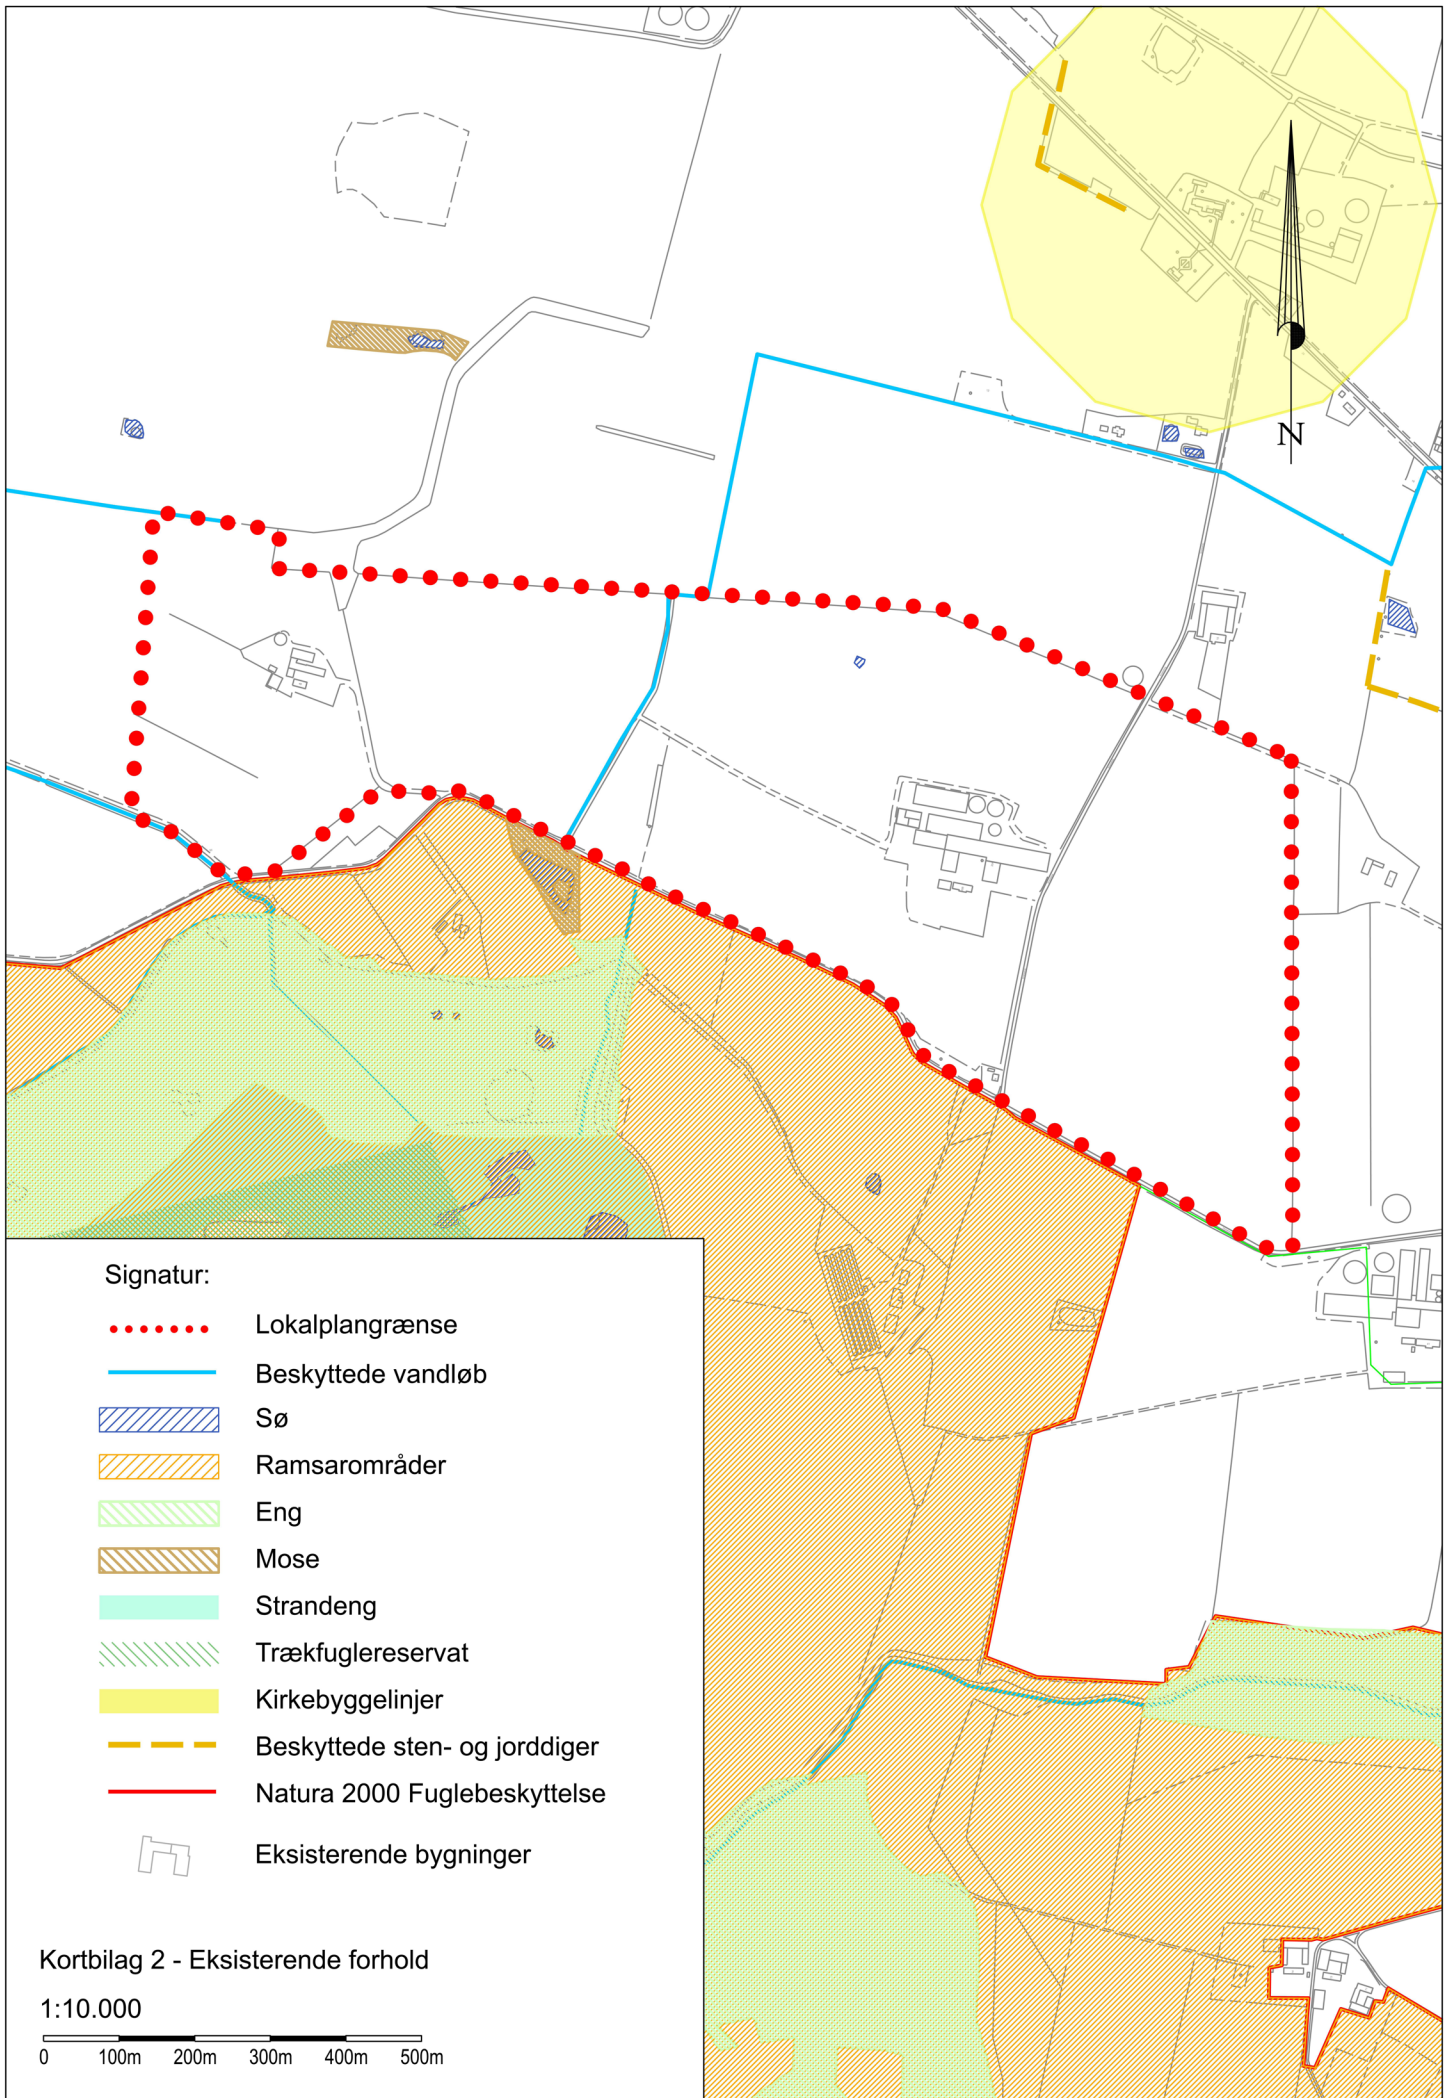 N
Signatur:
Lokalplangrænse
Beskyttede vandløb
Sø
Ramsarområder
Eng
Mose
Strandeng
Trækfuglereservat
Kirkebyggelinjer
Beskyttede sten- og jorddiger
Natura 2000 Fuglebeskyttelse
Eksisterende bygninger
Kortbilag 2 - Eksisterende forhold
1:10.000
0 100m 200m 300m 400m 500m